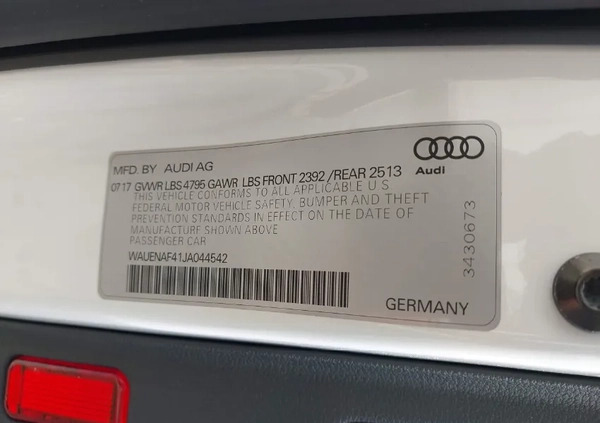 MFD. BY AUDI AG
Audi
07 17 GVWR LBS 4795 GAWR LBS FRONT 2392 /REAR 2513
THIS VEHICLE CONFORMS TO ALL APPLICABLE U S
FEDERAL MOTOR VEHICLE SAFETY, BUMPER AND THEFT
PREVENTION STANDARDS IN EFFECT ON THE DATE OF
MANUFACTURE SHOWN ABOVE
PASSENGER CAR
WAUENAF41JA044542
3430673
GERMANY